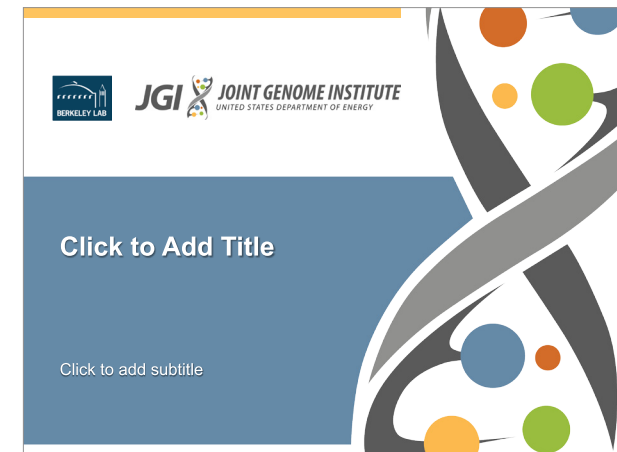 BERKELEY LAB
JGI JOINT GENOME INSTITUTE
UNITED STATES DEPARTMENT OF ENERGY
Click to Add Title
Click to add subtitle